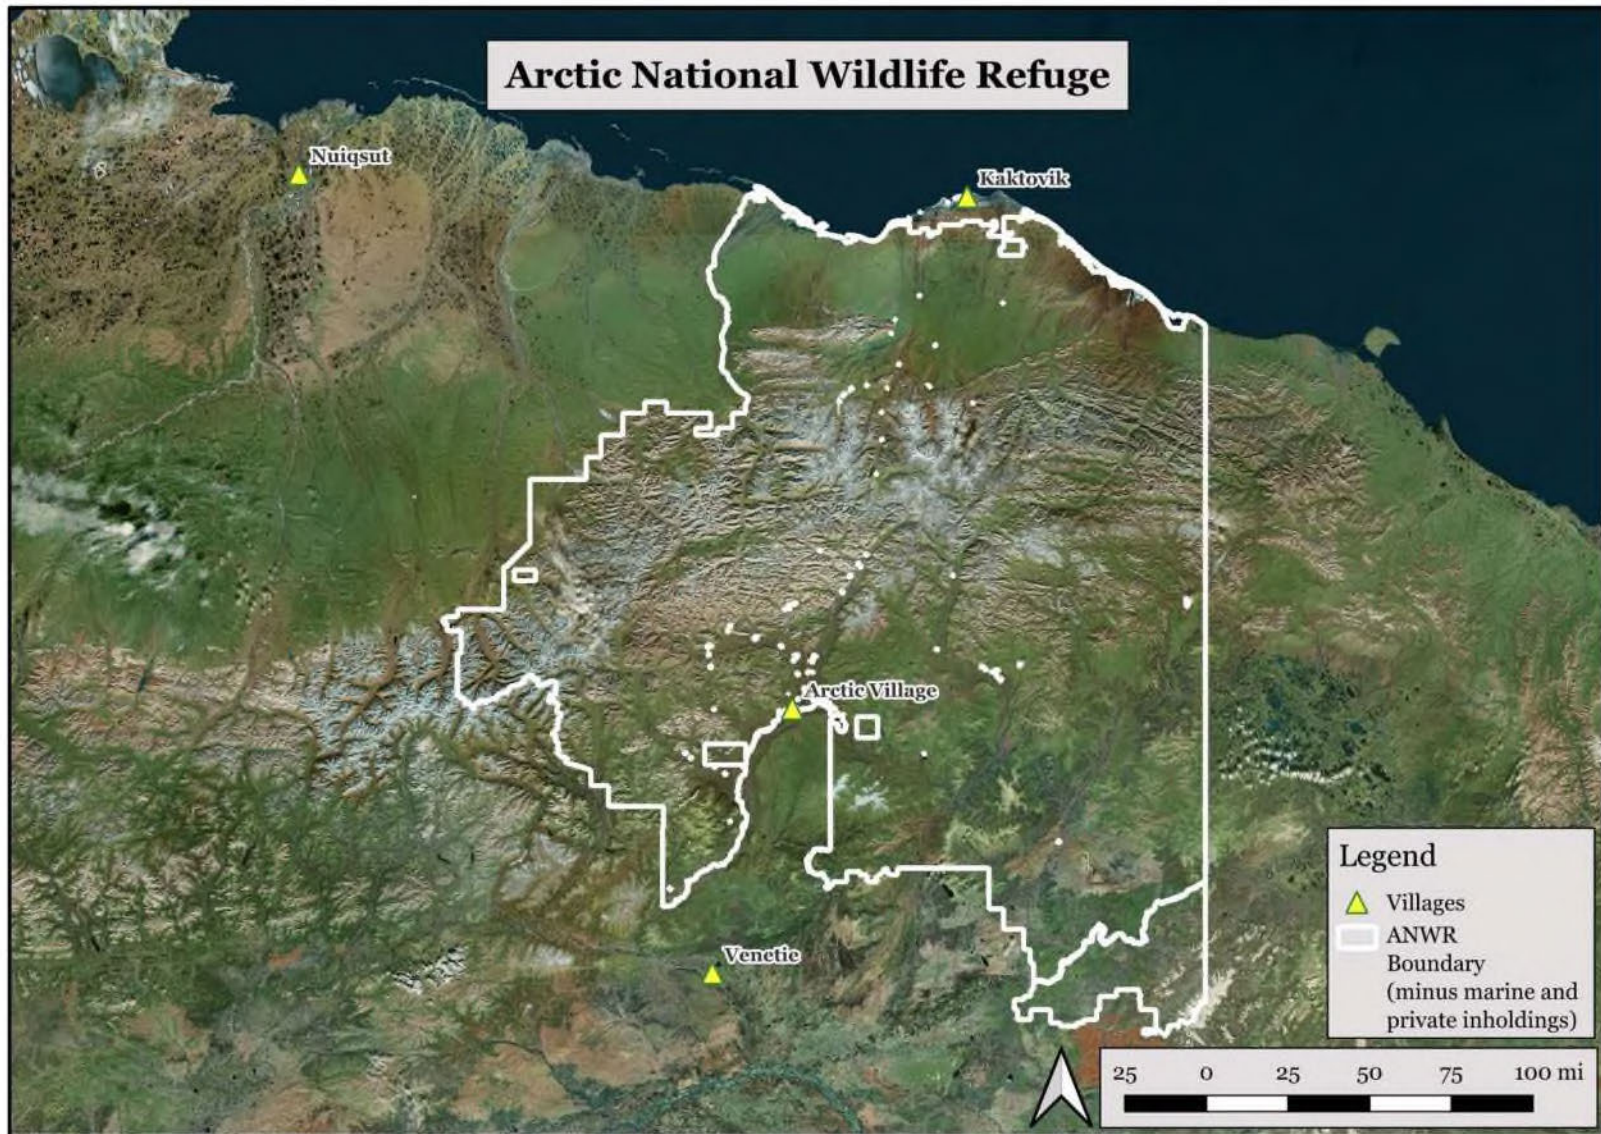 Arctic National Wildlife Refuge
Nuiqsut
Kaktovik
Arctic Village
Venetie
Legend
Villages
ANWR
Boundary
(minus marine and
private inholdings)
25 0 25 50 75 100 mi